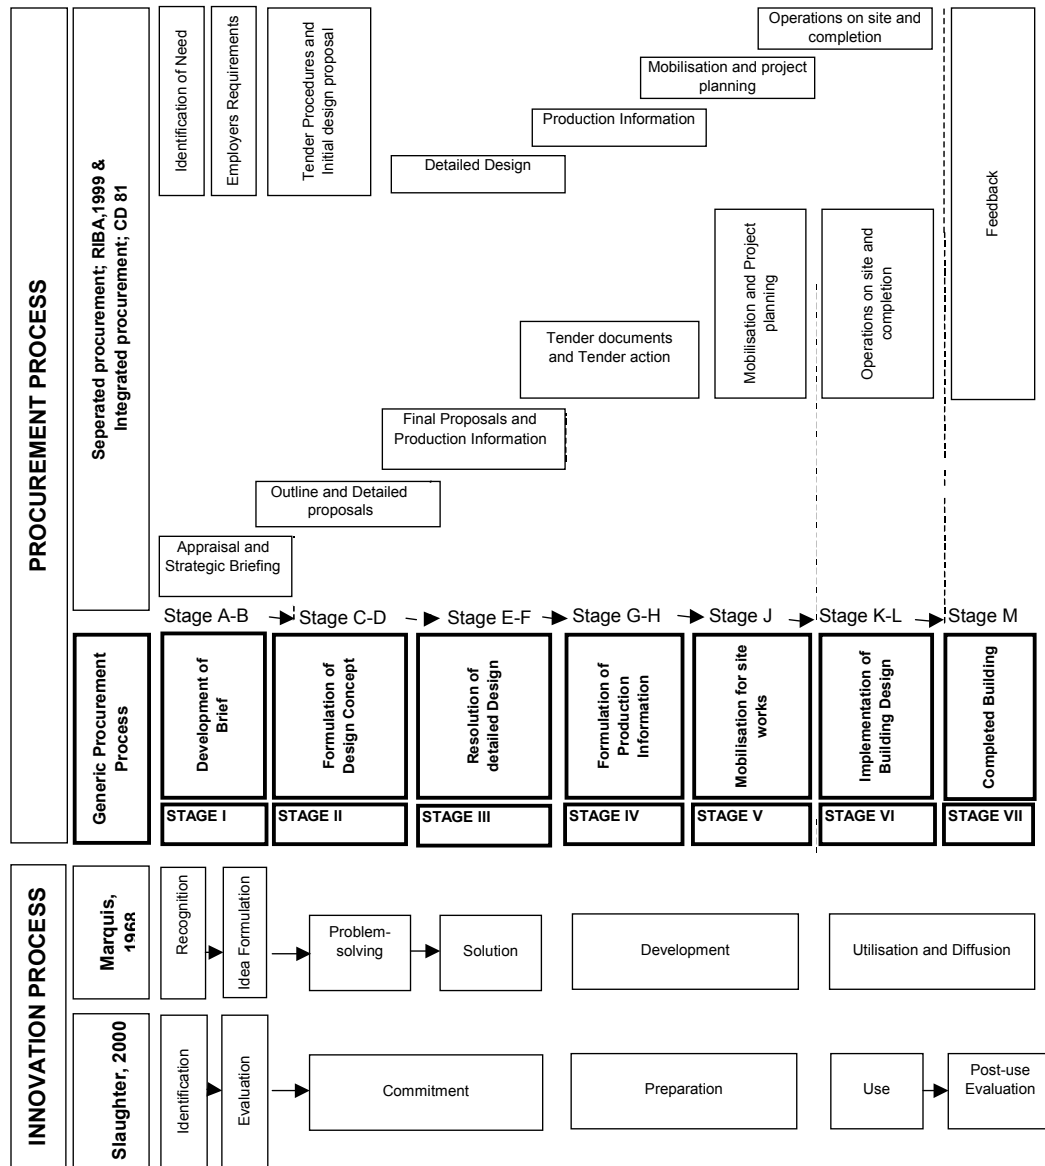 PROCUREMENT PROCESS
Seperated procurement; RIBA,1999 &
Integrated procurement; CD 81
Identification of Need
Employers Requirements
Tender Procedures and
Initial design proposal
Detailed Design
Production Information
Mobilisation and project
planning
Operations on site and
completion
Feedback
Appraisal and
Strategic Briefing
Outline and Detailed
proposals
Final Proposals and
Production Information
Tender documents
and Tender action
Mobilisation and Project
planning
Operations on site and
completion
Stage A-B
Stage C-D
Stage E-F
Stage G-H
Stage J
Stage K-L
Stage M
Generic Procurement
Process
Development of
Brief
Formulation of
Design Concept
Resolution of
detailed Design
Formulation of
Production
Information
Mobilisation for site
works
Implementation of
Building Design
Completed Building
STAGE I
STAGE II
STAGE III
STAGE IV
STAGE V
STAGE VI
STAGE VII
INNOVATION PROCESS
Marquis,
1968
Recognition
Idea Formulation
Problem-
solving
Solution
Development
Utilisation and Diffusion
Slaughter, 2000
Identification
Evaluation
Commitment
Preparation
Use
Post-use
Evaluation